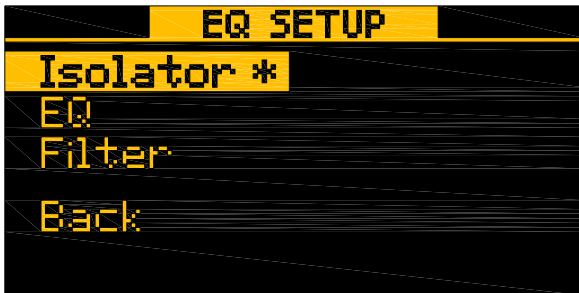 EQ SETUP
Isolator *
EQ
Filter
Back